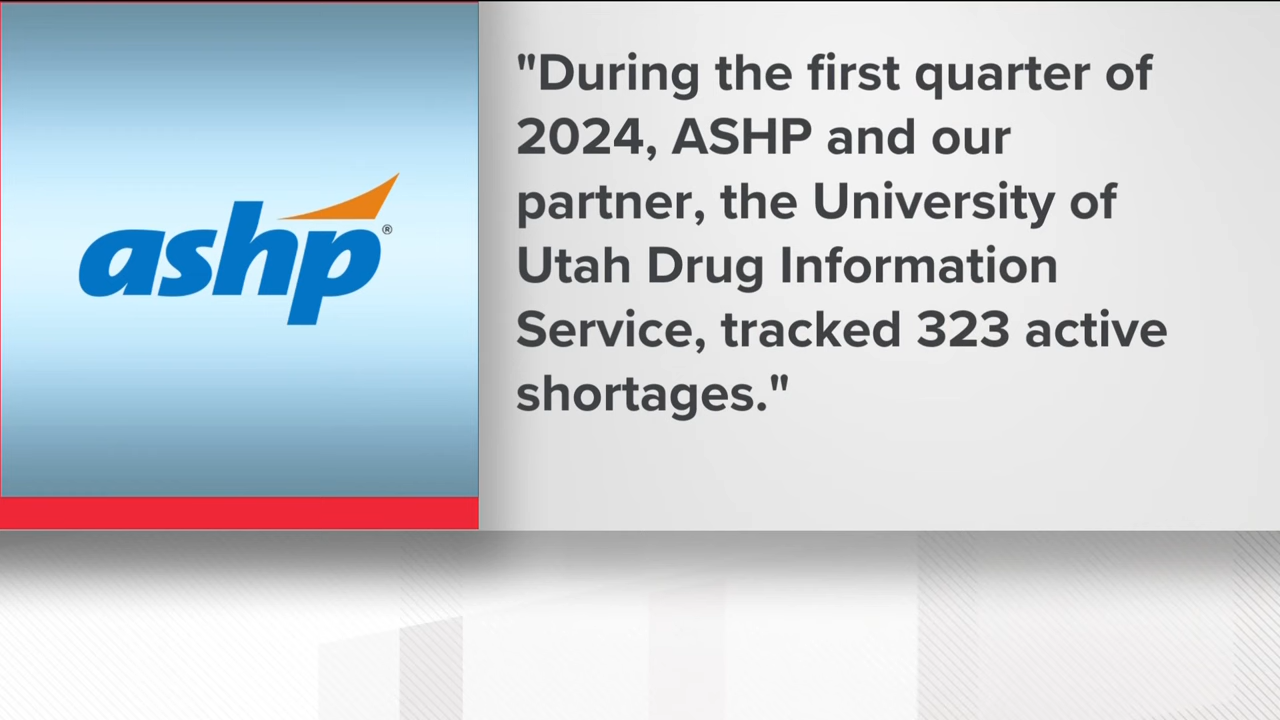 ashp®
"During the first quarter of
2024, ASHP and our
partner, the University of
Utah Drug Information
Service, tracked 323 active
shortages."